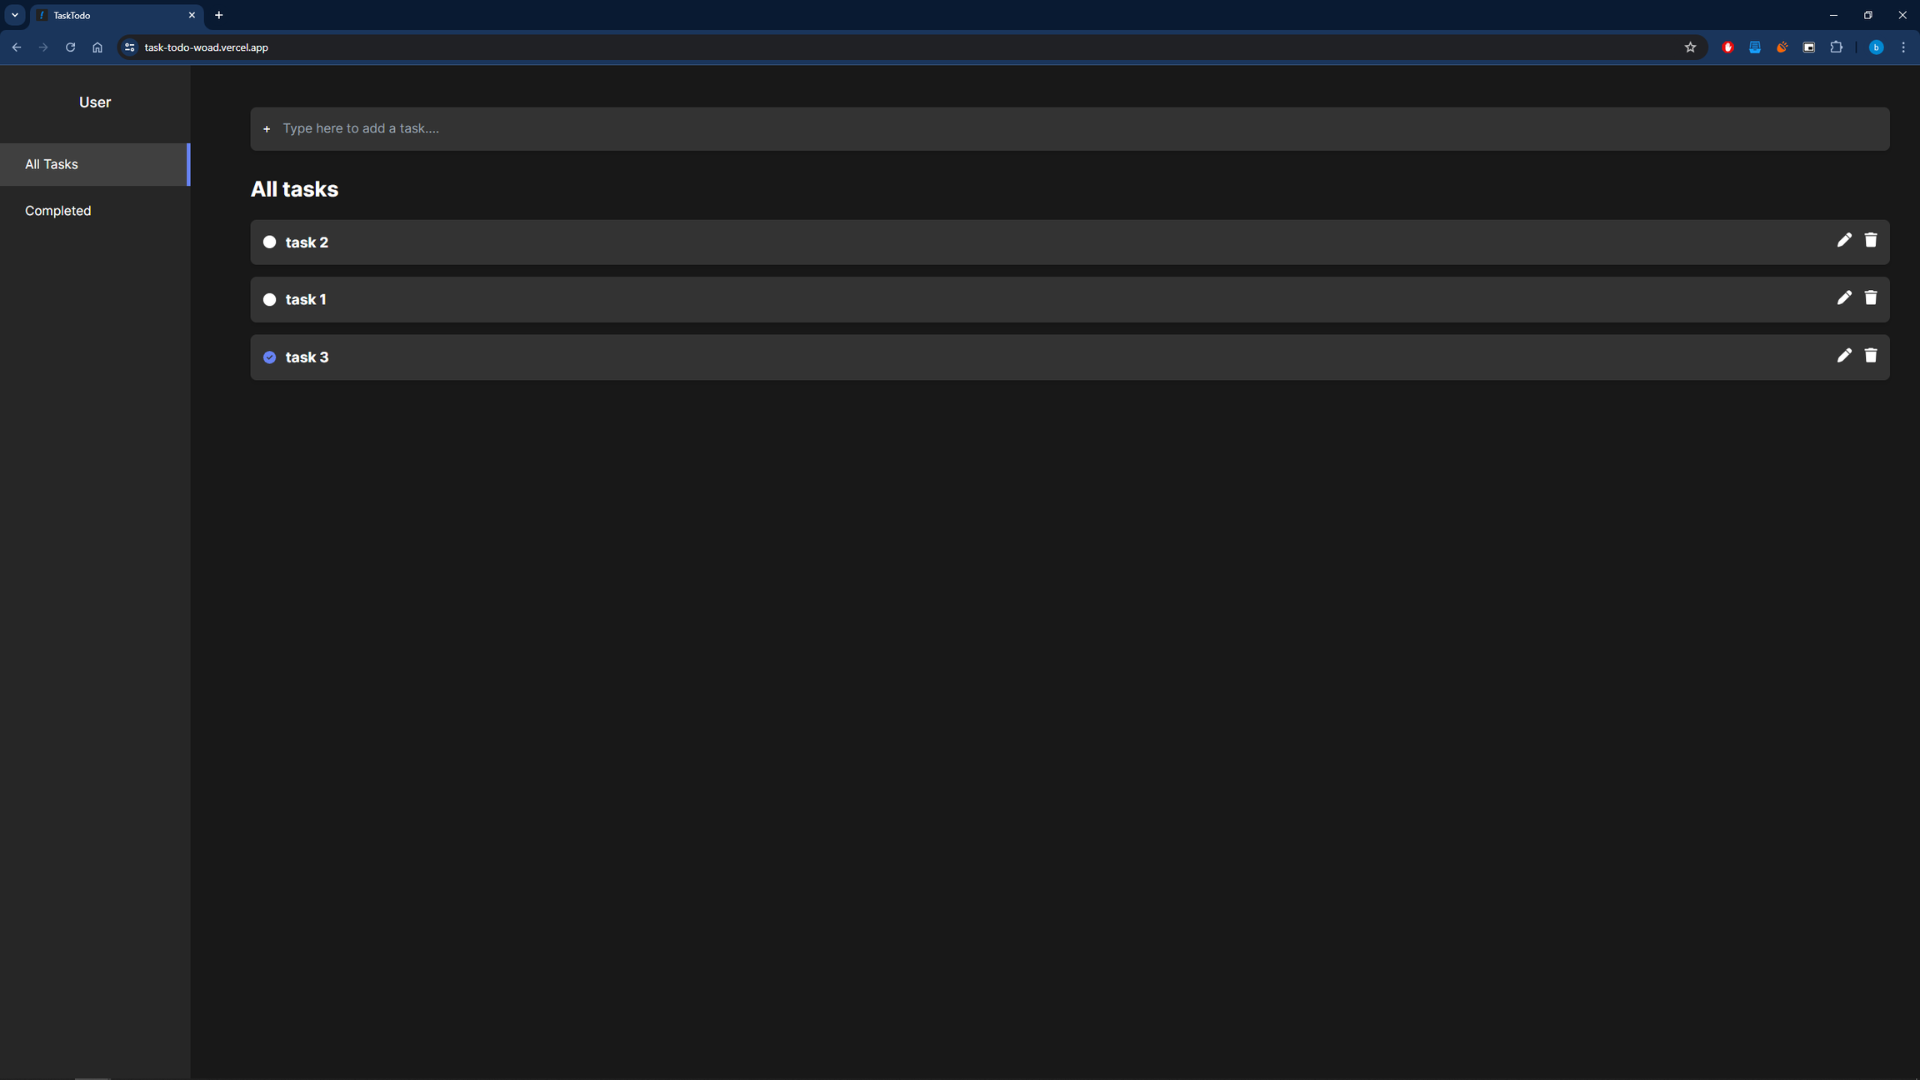 TaskTodo
task-todo-woad.vercel.app
b
User
All Tasks
Completed
+ Type here to add a task....
All tasks
task 2
task 1
task 3